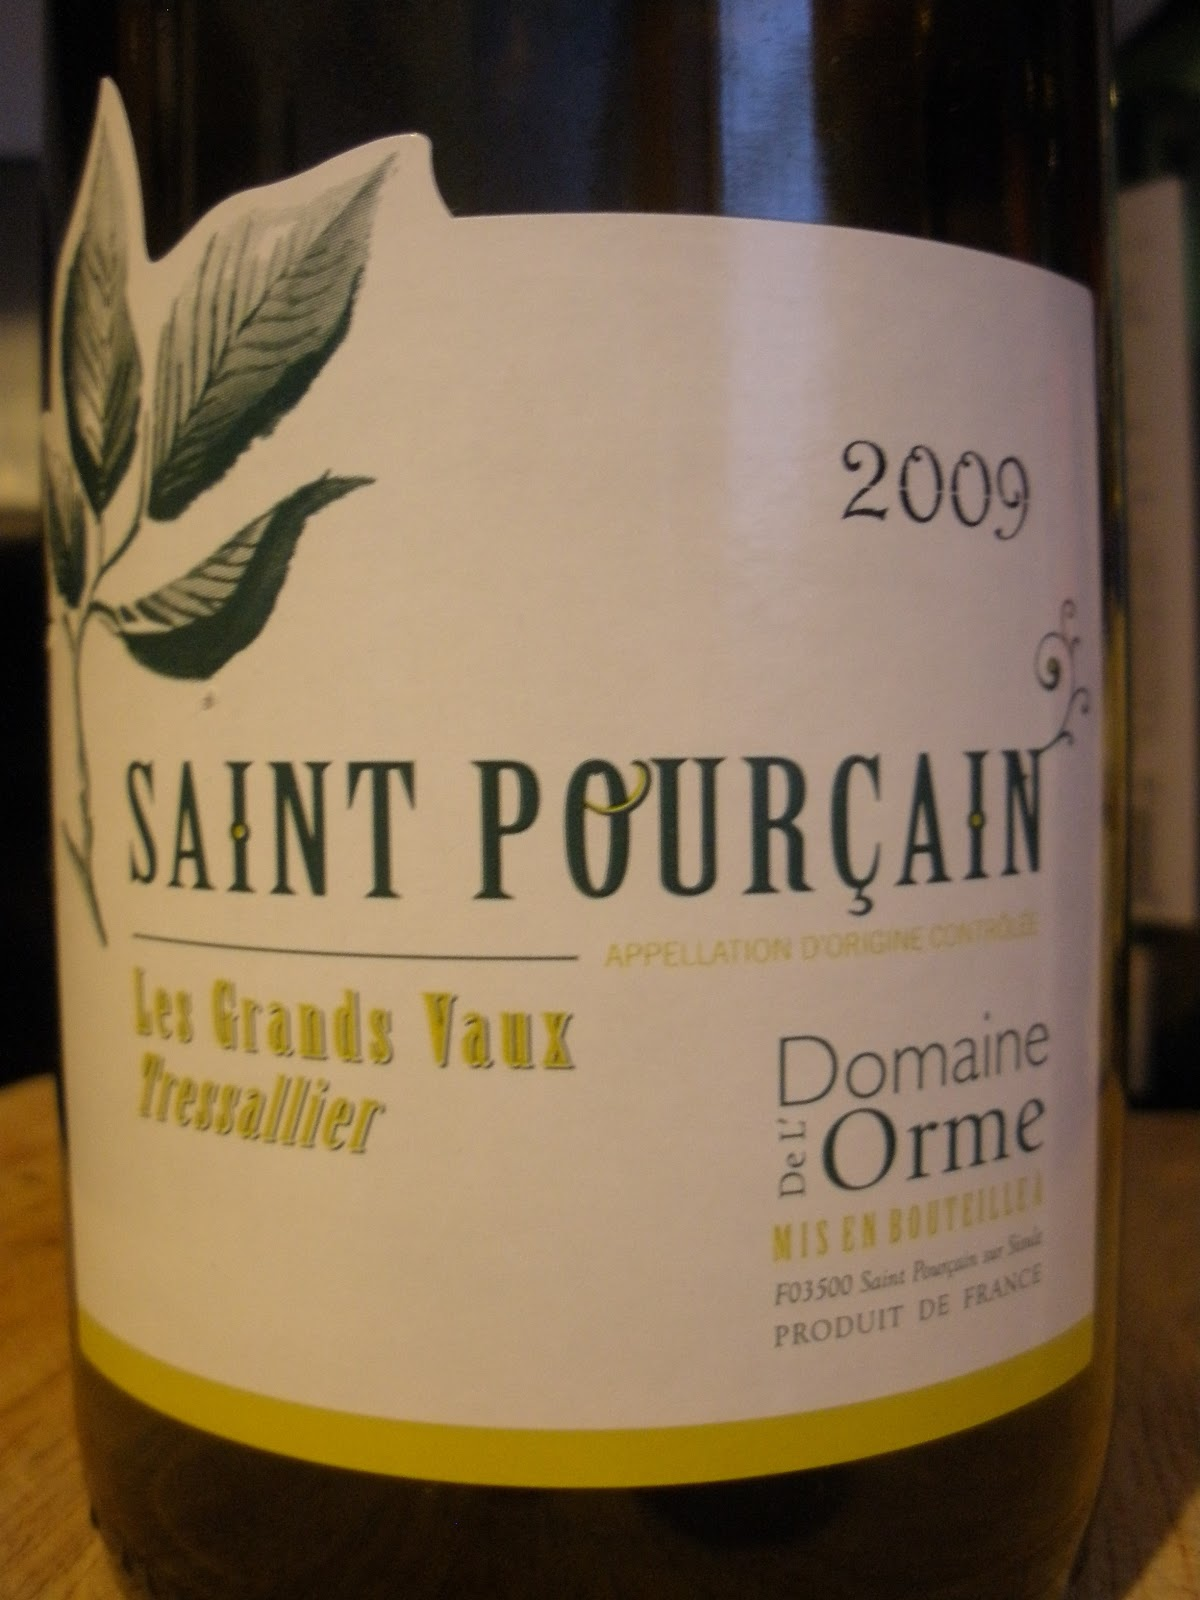 2009
SAINT POURÇAIN
APPELLATION D'ORIGINE CONTRÔLÉE
Les Grands Vaux
Tressallier
Domaine
De L' Orme
MIS EN BOUTEILLE A
F03500 Saint Pourçain sur Sioule
PRODUIT DE FRANCE